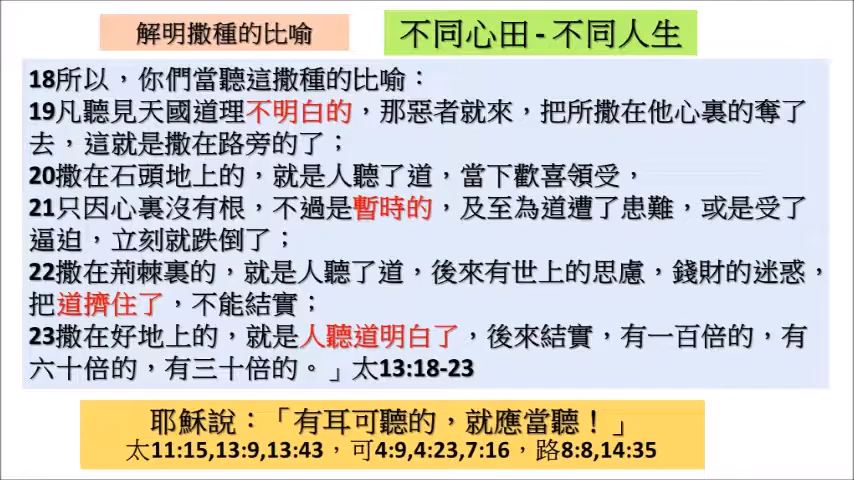 解明撒種的比喻
不同心田 - 不同人生
18所以，你們當聽這撒種的比喻：
19凡聽見天國道理不明白的，那惡者就來，把所撒在他心裏的奪了
去，這就是撒在路旁的了；
20撒在石頭地上的，就是人聽了道，當下歡喜領受，
21只因心裏沒有根，不過是暫時的，及至為道遭了患難，或是受了
逼迫，立刻就跌倒了；
22撒在荊棘裏的，就是人聽了道，後來有世上的思慮，錢財的迷惑，
把道擠住了，不能結實；
23撒在好地上的，就是人聽道明白了，後來結實，有一百倍的，有
六十倍的，有三十倍的。」太13:18-23
耶穌說：「有耳可聽的，就應當聽！」
太11:15,13:9,13:43，可4:9,4:23,7:16，路8:8,14:35